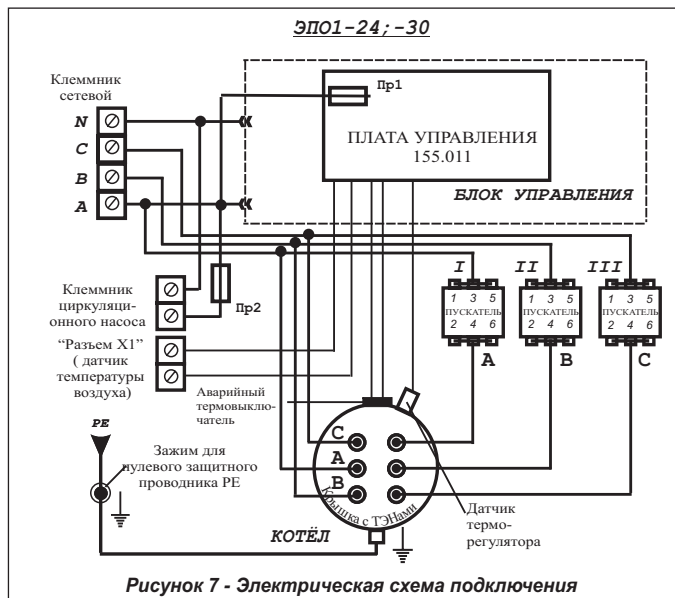 ЭПО1-24;-30
Клеммник
сетевой
N
C
B
A
Пр1
ПЛАТА УПРАВЛЕНИЯ
155.011
БЛОК УПРАВЛЕНИЯ
Клеммник
циркуляци-
онного насоса
Пр2
"Разъем X1"
( датчик
температуры
воздуха)
I
II
III
1 3 5
ПУСКАТЕЛЬ
2 4 6
1 3 5
ПУСКАТЕЛЬ
2 4 6
1 3 5
ПУСКАТЕЛЬ
2 4 6
A
B
C
Аварийный
термовыклю-
чатель
PE
Зажим для
нулевого защитного
проводника PE
C
A
B
Крышка с ТЭНами
КОТЁЛ
Датчик
термо-
регулятора
Рисунок 7 - Электрическая схема подключения